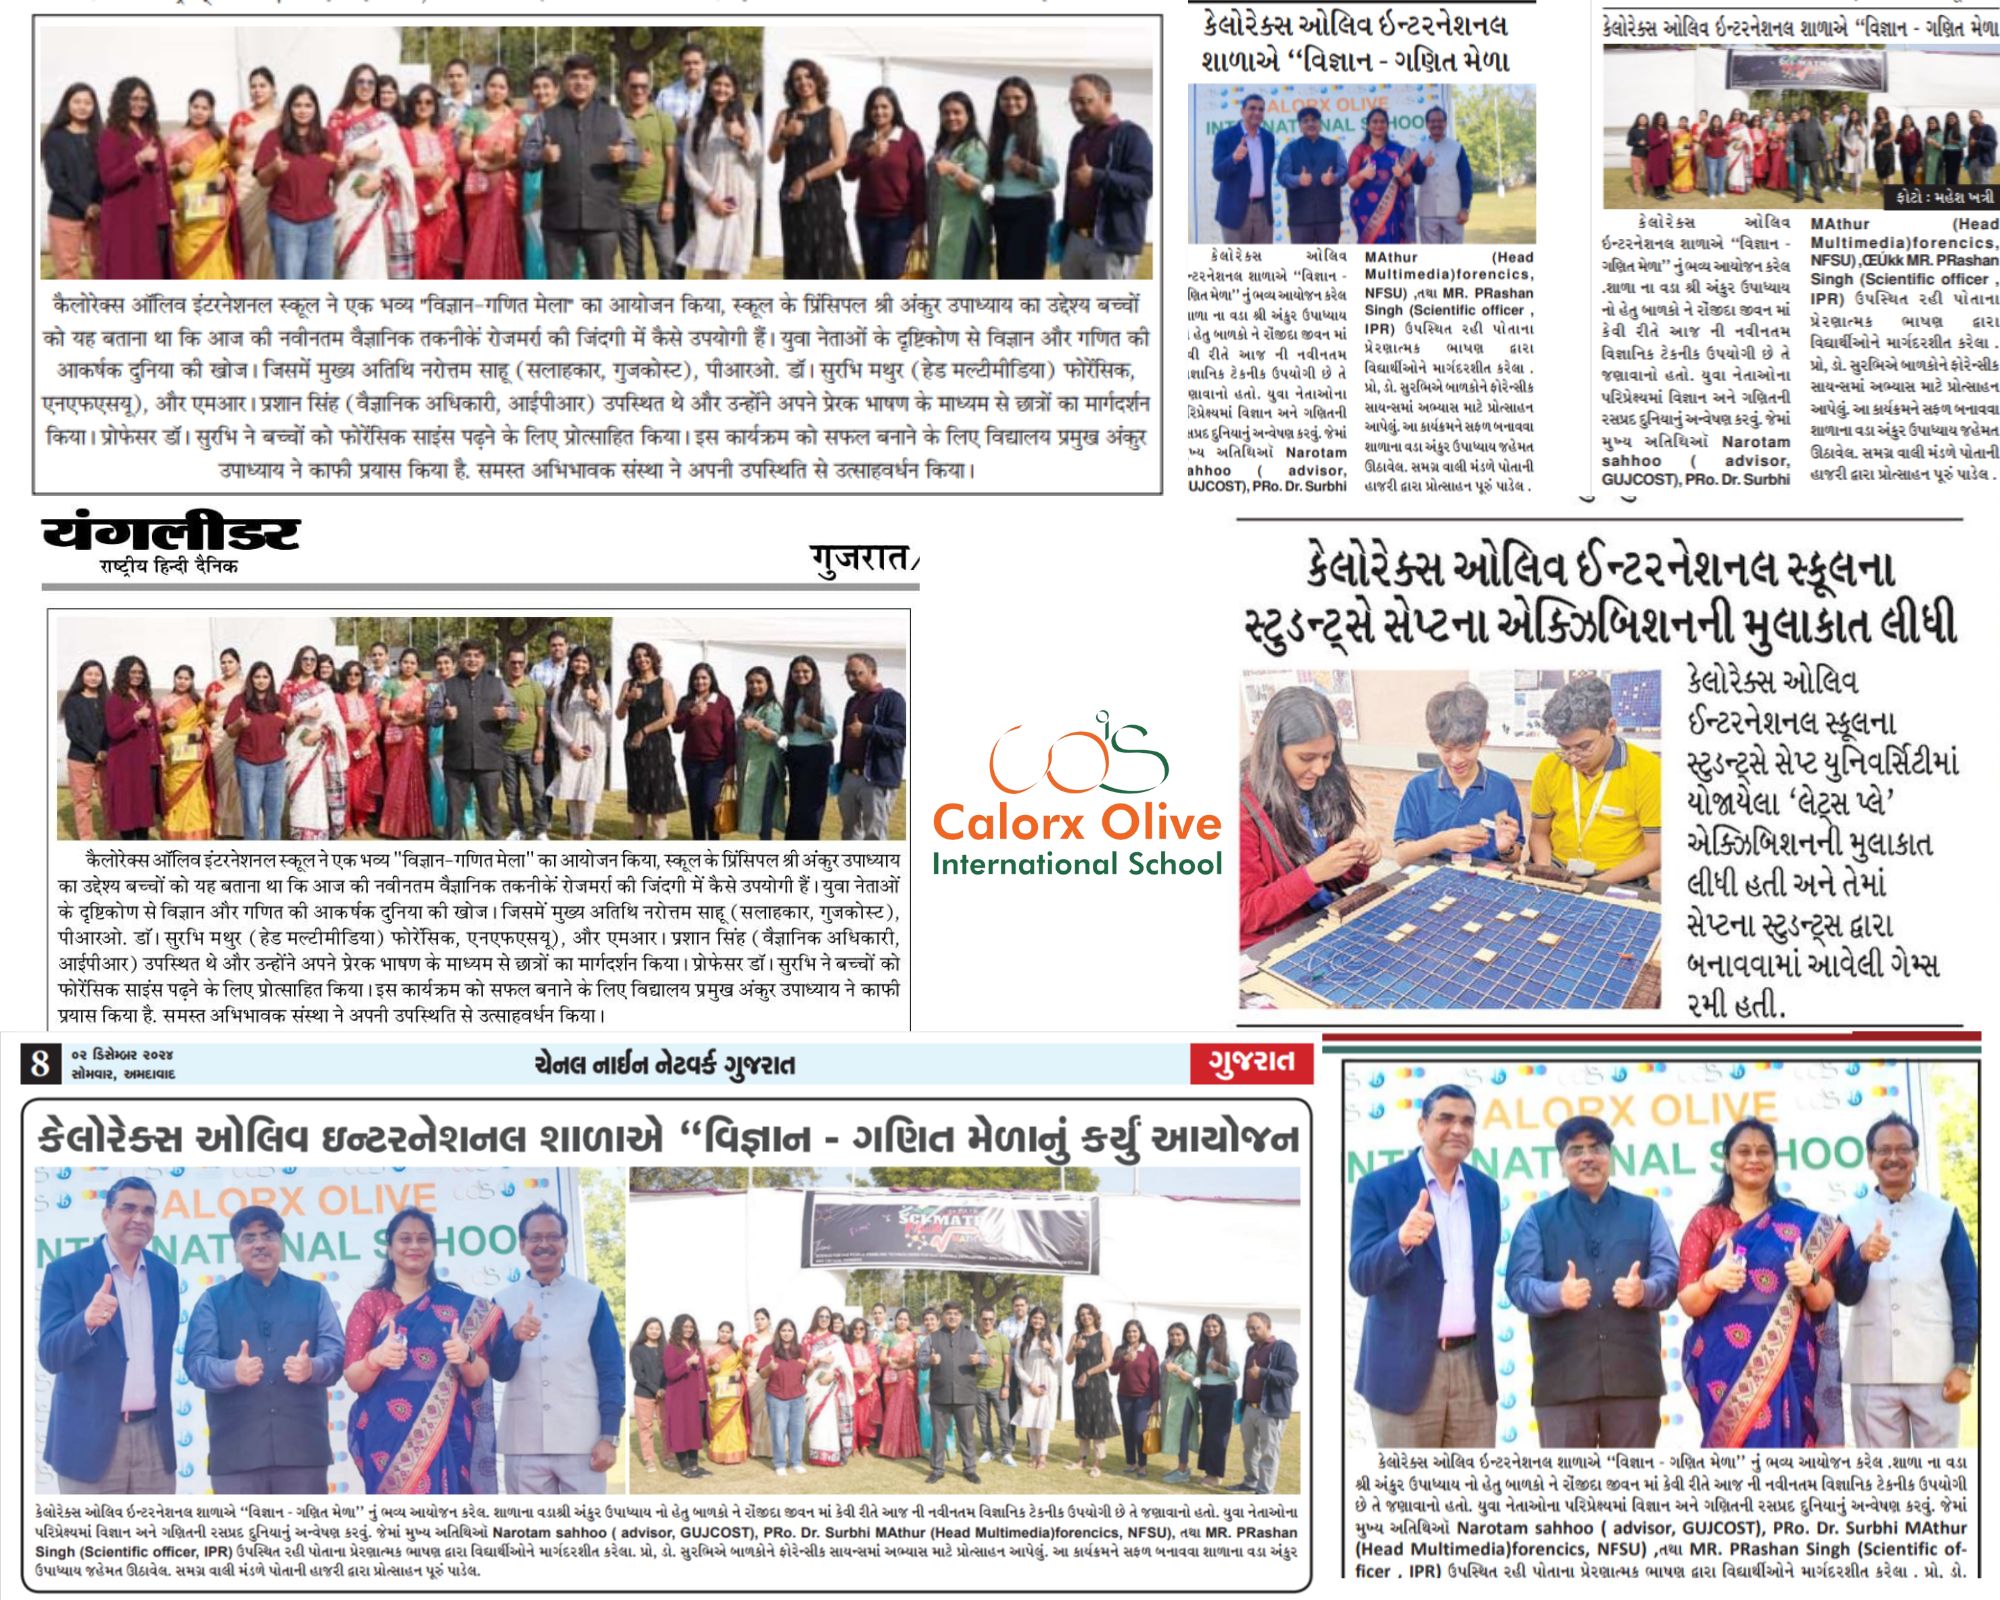 कैलोरेक्स ऑलिव इंटरनेशनल स्कूल ने एक भव्य "विज्ञान-गणित मेला" का आयोजन किया, स्कूल के प्रिंसिपल श्री अंकुर उपाध्याय का उद्देश्य बच्चों
को यह बताना था कि आज की नवीनतम वैज्ञानिक तकनीकें रोजमर्रा की जिंदगी में कैसे उपयोगी हैं। युवा नेताओं के दृष्टिकोण से विज्ञान और गणित की
आकर्षक दुनिया की खोज। जिसमें मुख्य अतिथि नरोत्तम साहू (सलाहकार, गुजकोस्ट), पीआरओ. डॉ। सुरभि मथुर (हेड मल्टीमीडिया) फोरेंसिक,
एनएफएसयू), और एमआर। प्रशान सिंह (वैज्ञानिक अधिकारी, आईपीआर) उपस्थित थे और उन्होंने अपने प्रेरक भाषण के माध्यम से छात्रों का मार्गदर्शन
किया। प्रोफेसर डॉ। सुरभि ने बच्चों को फोरेंसिक साइंस पढ़ने के लिए प्रोत्साहित किया। इस कार्यक्रम को सफल बनाने के लिए विद्यालय प्रमुख अंकुर
उपाध्याय ने काफी प्रयास किया है. समस्त अभिभावक संस्था ने अपनी उपस्थिति से उत्साहवर्धन किया।
કેલોરેક્સ ઓલિવ ઇન્ટરનેશનલ
શાળાએ “વિજ્ઞાન - ગણિત મેળા
ALORX OLIVE
INTERNATIONAL SCHOO
કેલોરેક્સ ઓલિવ
ઇન્ટરનેશનલ શાળાએ “વિજ્ઞાન -
ગણિત મેળા” નું ભવ્ય આયોજન કરેલ
શાળા ના વડા શ્રી અંકુર ઉપાધ્યાય
હેતુ બાળકો ને રોંજીદા જીવન માં
વી રીતે આજ ની નવીનતમ
જ્ઞાનિક ટેકનીક ઉપયોગી છે તે
ણાવાનો હતો. યુવા નેતાઓના
રિપ્રેક્ષ્યમાં વિજ્ઞાન અને ગણિતની
સપ્રદ દુનિયાનું અન્વેષણ કરવું. જેમાં
ખ્ય અતિથિઓ Narotam
ahhoo ( advisor,
UJCOST), PRo. Dr. Surbhi
MAthur (Head
Multimedia)forencics,
NFSU) ,તથા MR. PRashan
Singh (Scientific officer ,
IPR) ઉપસ્થિત રહી પોતાના
પ્રેરણાત્મક ભાષણ દ્વારા
વિદ્યાર્થીઓને માર્ગદરશીત કરેલા .
પ્રો, ડો. સુરભિએ બાળકોને ફોરેન્સીક
સાયન્સમાં અભ્યાસ માટે પ્રોત્સાહન
આપેલું. આ કાર્યક્રમને સફળ બનાવવા
શાળાના વડા અંકુર ઉપાધ્યાય જહેમત
ઊઠાવેલ. સમગ્ર વાલી મંડળે પોતાની
હાજરી દ્વારા પ્રોત્સાહન પૂરું પાડેલ .
કેલોરેક્સ ઓલિવ ઇન્ટરનેશનલ શાળાએ “વિજ્ઞાન - ગણિત મેળા
ફોટો : મહેશ ખત્રી
કેલોરેક્સ ઓલિવ
ઇન્ટરનેશનલ શાળાએ “વિજ્ઞાન -
ગણિત મેળા” નું ભવ્ય આયોજન કરેલ
.શાળા ના વડા શ્રી અંકુર ઉપાધ્યાય
નો હેતુ બાળકો ને રોંજીદા જીવન માં
કેવી રીતે આજ ની નવીનતમ
વિજ્ઞાનિક ટેકનીક ઉપયોગી છે તે
જણાવાનો હતો. યુવા નેતાઓના
પરિપ્રેક્ષ્યમાં વિજ્ઞાન અને ગણિતની
રસપ્રદ દુનિયાનું અન્વેષણ કરવું. જેમાં
મુખ્ય અતિથિઓ Narotam
sahhoo ( advisor,
GUJCOST), PRo. Dr. Surbhi
MAthur (Head
Multimedia)forencics,
NFSU) ,ŒÚkk MR. PRashan
Singh (Scientific officer ,
IPR) ઉપસ્થિત રહી પોતાના
પ્રેરણાત્મક ભાષણ દ્વારા
વિદ્યાર્થીઓને માર્ગદરશીત કરેલા .
પ્રો, ડો. સુરભિએ બાળકોને ફોરેન્સીક
સાયન્સમાં અભ્યાસ માટે પ્રોત્સાહન
આપેલું. આ કાર્યક્રમને સફળ બનાવવા
શાળાના વડા અંકુર ઉપાધ્યાય જહેમત
ઊઠાવેલ. સમગ્ર વાલી મંડળે પોતાની
હાજરી દ્વારા પ્રોત્સાહન પૂરું પાડેલ .
यंगलीडर
राष्ट्रीय हिन्दी दैनिक
गुजरात
कैलोरेक्स ऑलिव इंटरनेशनल स्कूल ने एक भव्य "विज्ञान-गणित मेला" का आयोजन किया, स्कूल के प्रिंसिपल श्री अंकुर उपाध्याय
का उद्देश्य बच्चों को यह बताना था कि आज की नवीनतम वैज्ञानिक तकनीकें रोजमर्रा की जिंदगी में कैसे उपयोगी हैं। युवा नेताओं
के दृष्टिकोण से विज्ञान और गणित की आकर्षक दुनिया की खोज। जिसमें मुख्य अतिथि नरोत्तम साहू (सलाहकार, गुजकोस्ट),
पीआरओ. डॉ। सुरभि मथुर (हेड मल्टीमीडिया) फोरेंसिक, एनएफएसयू), और एमआर। प्रशान सिंह (वैज्ञानिक अधिकारी,
आईपीआर) उपस्थित थे और उन्होंने अपने प्रेरक भाषण के माध्यम से छात्रों का मार्गदर्शन किया। प्रोफेसर डॉ। सुरभि ने बच्चों को
फोरेंसिक साइंस पढ़ने के लिए प्रोत्साहित किया।इस कार्यक्रम को सफल बनाने के लिए विद्यालय प्रमुख अंकुर उपाध्याय ने काफी
प्रयास किया है. समस्त अभिभावक संस्था ने अपनी उपस्थिति से उत्साहवर्धन किया।
cois
Calorx Olive
International School
કેલોરેક્સ ઓલિવ ઈન્ટરનેશનલ સ્કૂલના
સ્ટુડન્ટ્સે સેપ્ટના એક્ઝિબિશનની મુલાકાત લીધી
કેલોરેક્સ ઓલિવ
ઈન્ટરનેશનલ સ્કૂલના
સ્ટુડન્ટ્સે સેપ્ટ યુનિવર્સિટીમાં
યોજાયેલા ‘લેટ્સ પ્લે’
એક્ઝિબિશનની મુલાકાત
લીધી હતી અને તેમાં
સેપ્ટના સ્ટુડન્ટ્સ દ્વારા
બનાવવામાં આવેલી ગેમ્સ
રમી હતી.
8
૦૨ ડિસેમ્બર ૨૦૨૪
સોમવાર, અમદાવાદ
ચેનલ નાઈન નેટવર્ક ગુજરાત
ગુજરાત
કેલોરેક્સ ઓલિવ ઇન્ટરનેશનલ શાળાએ “વિજ્ઞાન - ગણિત મેળાનું કર્યું આયોજન
ALORX OLIVE
NTERNATIONAL SCHOO
SCI-MATH
કેલોરેક્સ ઓલિવ ઇન્ટરનેશનલ શાળાએ “વિજ્ઞાન - ગણિત મેળા” નું ભવ્ય આયોજન કરેલ. શાળાના વડાશ્રી અંકુર ઉપાધ્યાય નો હેતુ બાળકો ને રોંજીદા જીવન માં કેવી રીતે આજ ની નવીનતમ વિજ્ઞાનિક ટેકનીક ઉપયોગી છે તે જણાવાનો હતો. યુવા નેતાઓના
પરિપ્રેક્ષ્યમાં વિજ્ઞાન અને ગણિતની રસપ્રદ દુનિયાનું અન્વેષણ કરવું. જેમાં મુખ્ય અતિથિઓ Narotam sahhoo ( advisor, GUJCOST), PRo. Dr. Surbhi MAthur (Head Multimedia)forencics, NFSU), તથા MR. PRashan
Singh (Scientific officer, IPR) ઉપસ્થિત રહી પોતાના પ્રેરણાત્મક ભાષણ દ્વારા વિદ્યાર્થીઓને માર્ગદરશીત કરેલા. પ્રો, ડો. સુરભિએ બાળકોને ફોરેન્સીક સાયન્સમાં અભ્યાસ માટે પ્રોત્સાહન આપેલું. આ કાર્યક્રમને સફળ બનાવવા શાળાના વડા અંકુર
ઉપાધ્યાય જહેમત ઊઠાવેલ. સમગ્ર વાલી મંડળે પોતાની હાજરી દ્વારા પ્રોત્સાહન પૂરું પાડેલ.
ALORX OLIVE
NTERNATIONAL SCHOO
કેલોરેક્સ ઓલિવ ઇન્ટરનેશનલ શાળાએ “વિજ્ઞાન - ગણિત મેળા” નું ભવ્ય આયોજન કરેલ .શાળા ના વડા
શ્રી અંકુર ઉપાધ્યાય નો હેતુ બાળકો ને રોંજીદા જીવન માં કેવી રીતે આજ ની નવીનતમ વિજ્ઞાનિક ટેકનીક ઉપયોગી
છે તે જણાવાનો હતો. યુવા નેતાઓના પરિપ્રેક્ષ્યમાં વિજ્ઞાન અને ગણિતની રસપ્રદ દુનિયાનું અન્વેષણ કરવું. જેમાં
મુખ્ય અતિથિઓ Narotam sahhoo ( advisor, GUJCOST), PRo. Dr. Surbhi MAthur
(Head Multimedia)forencics, NFSU) ,તથા MR. PRashan Singh (Scientific of-
ficer , IPR) ઉપસ્થિત રહી પોતાના પ્રેરણાત્મક ભાષણ દ્વારા વિદ્યાર્થીઓને માર્ગદરશીત કરેલા . પ્રો, ડો.